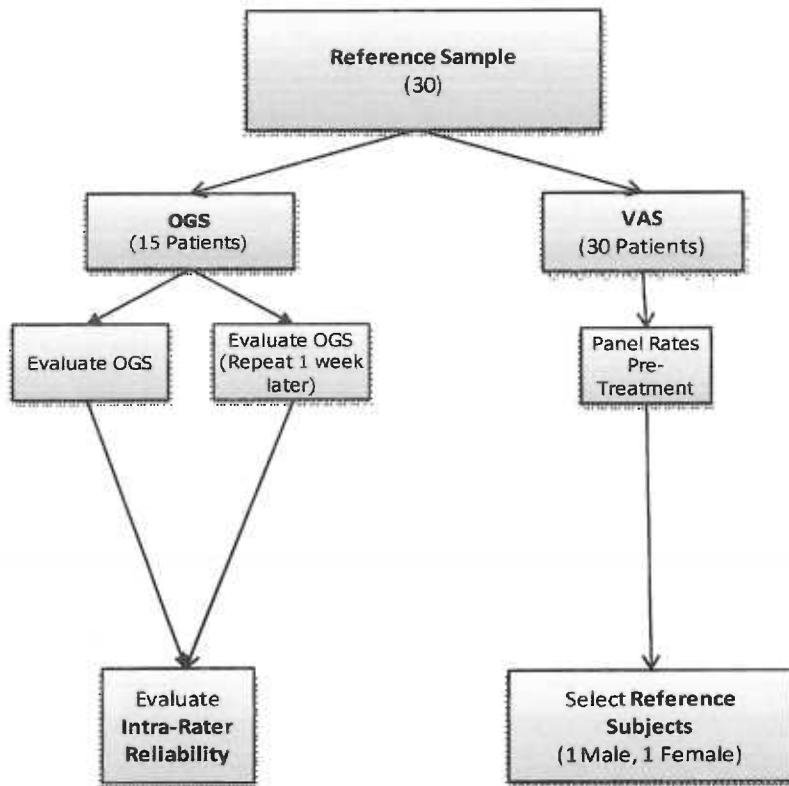 Reference Sample
(30)
OGS
(15 Patients)
VAS
(30 Patients)
Evaluate OGS
Evaluate OGS
(Repeat 1 week
later)
Panel Rates
Pre-
Treatment
Evaluate
Intra-Rater
Reliability
Select Reference
Subjects
(1 Male, 1 Female)